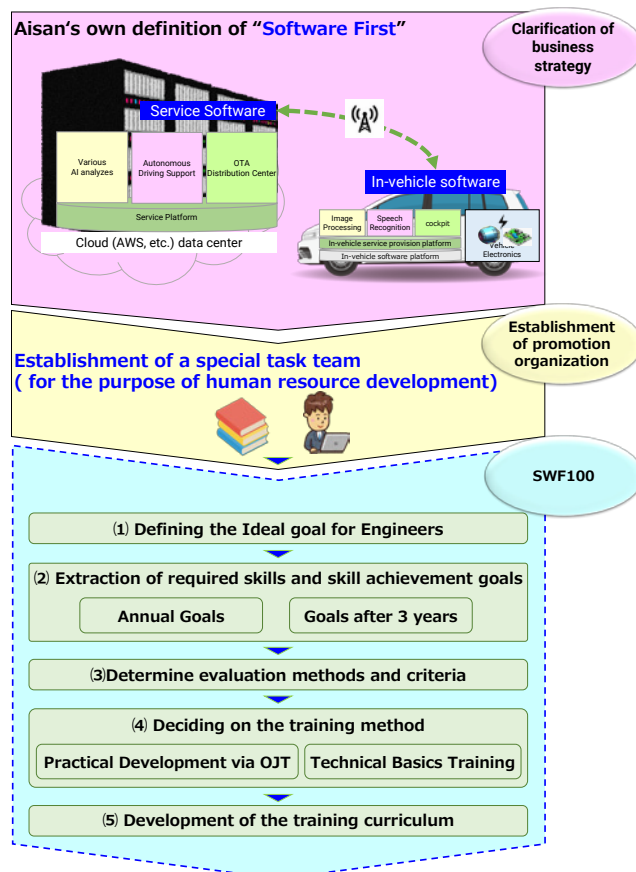 Aisan‘s own definition of “Software First”
Clarification of
business
strategy
Service Software
Various
AI analyzes
Autonomous
Driving Support
OTA
Distribution Center
Service Platform
Cloud (AWS, etc.) data center
In-vehicle software
Image
Processing
Speech
Recognition
cockpit
In-vehicle service provision platform
In-vehicle software platform
Vehicle
Electronics
Establishment
of promotion
organization
Establishment of a special task team
( for the purpose of human resource development)
SWF100
⑴ Defining the Ideal goal for Engineers
⑵ Extraction of required skills and skill achievement goals
Annual Goals
Goals after 3 years
⑶Determine evaluation methods and criteria
⑷ Deciding on the training method
Practical Development via OJT
Technical Basics Training
⑸ Development of the training curriculum